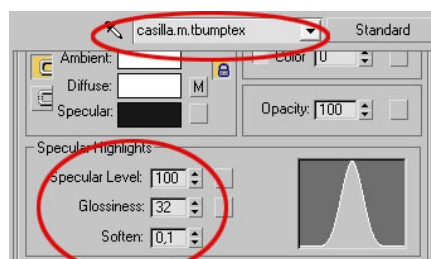 casilla.m.tbumptex Standard
Ambient: Color 0
Diffuse: M
Specular: Opacity: 100
Specular Highlights
Specular Level: 100
Glossiness: 32
Soften: 0,1